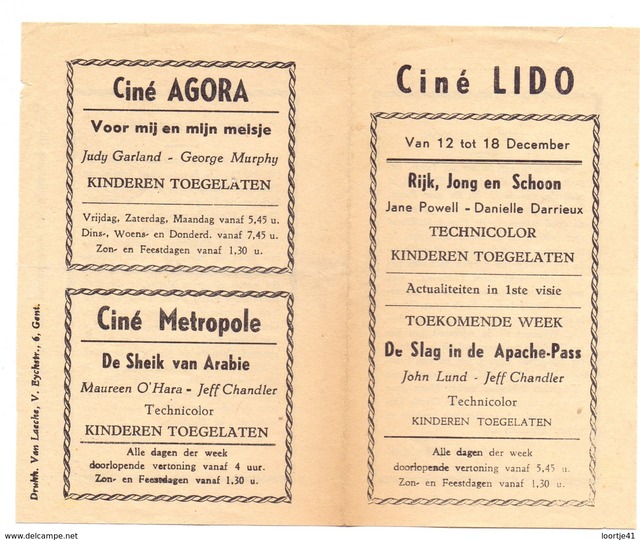 Ciné AGORA
Voor mij en mijn meisje
Judy Garland - George Murphy
KINDEREN TOEGELATEN
Vrijdag, Zaterdag, Maandag vanaf 5,45 u.
Dins-, Woens- en Donderd. vanaf 7,45 u.
Zon- en Feestdagen vanaf 1,30 u.
Ciné Metropole
De Sheik van Arabie
Maureen O'Hara - Jeff Chandler
Technicolor
KINDEREN TOEGELATEN
Alle dagen der week
doorlopende vertoning vanaf 4 uur.
Zon- en Feestdagen vanaf 1,30 u.
Drukk. Van Laecke, V. Eyckstr., 6, Gent.
Ciné LIDO
Van 12 tot 18 December
Rijk, Jong en Schoon
Jane Powell - Danielle Darrieux
TECHNICOLOR
KINDEREN TOEGELATEN
Actualiteiten in 1ste visie
TOEKOMENDE WEEK
De Slag in de Apache-Pass
John Lund - Jeff Chandler
Technicolor
KINDEREN TOEGELATEN
Alle dagen der week
doorlopende vertoning vanaf 5,45 u.
Zon- en Feestdagen vanaf 1,30 u.
www.delcampe.net
loortje41